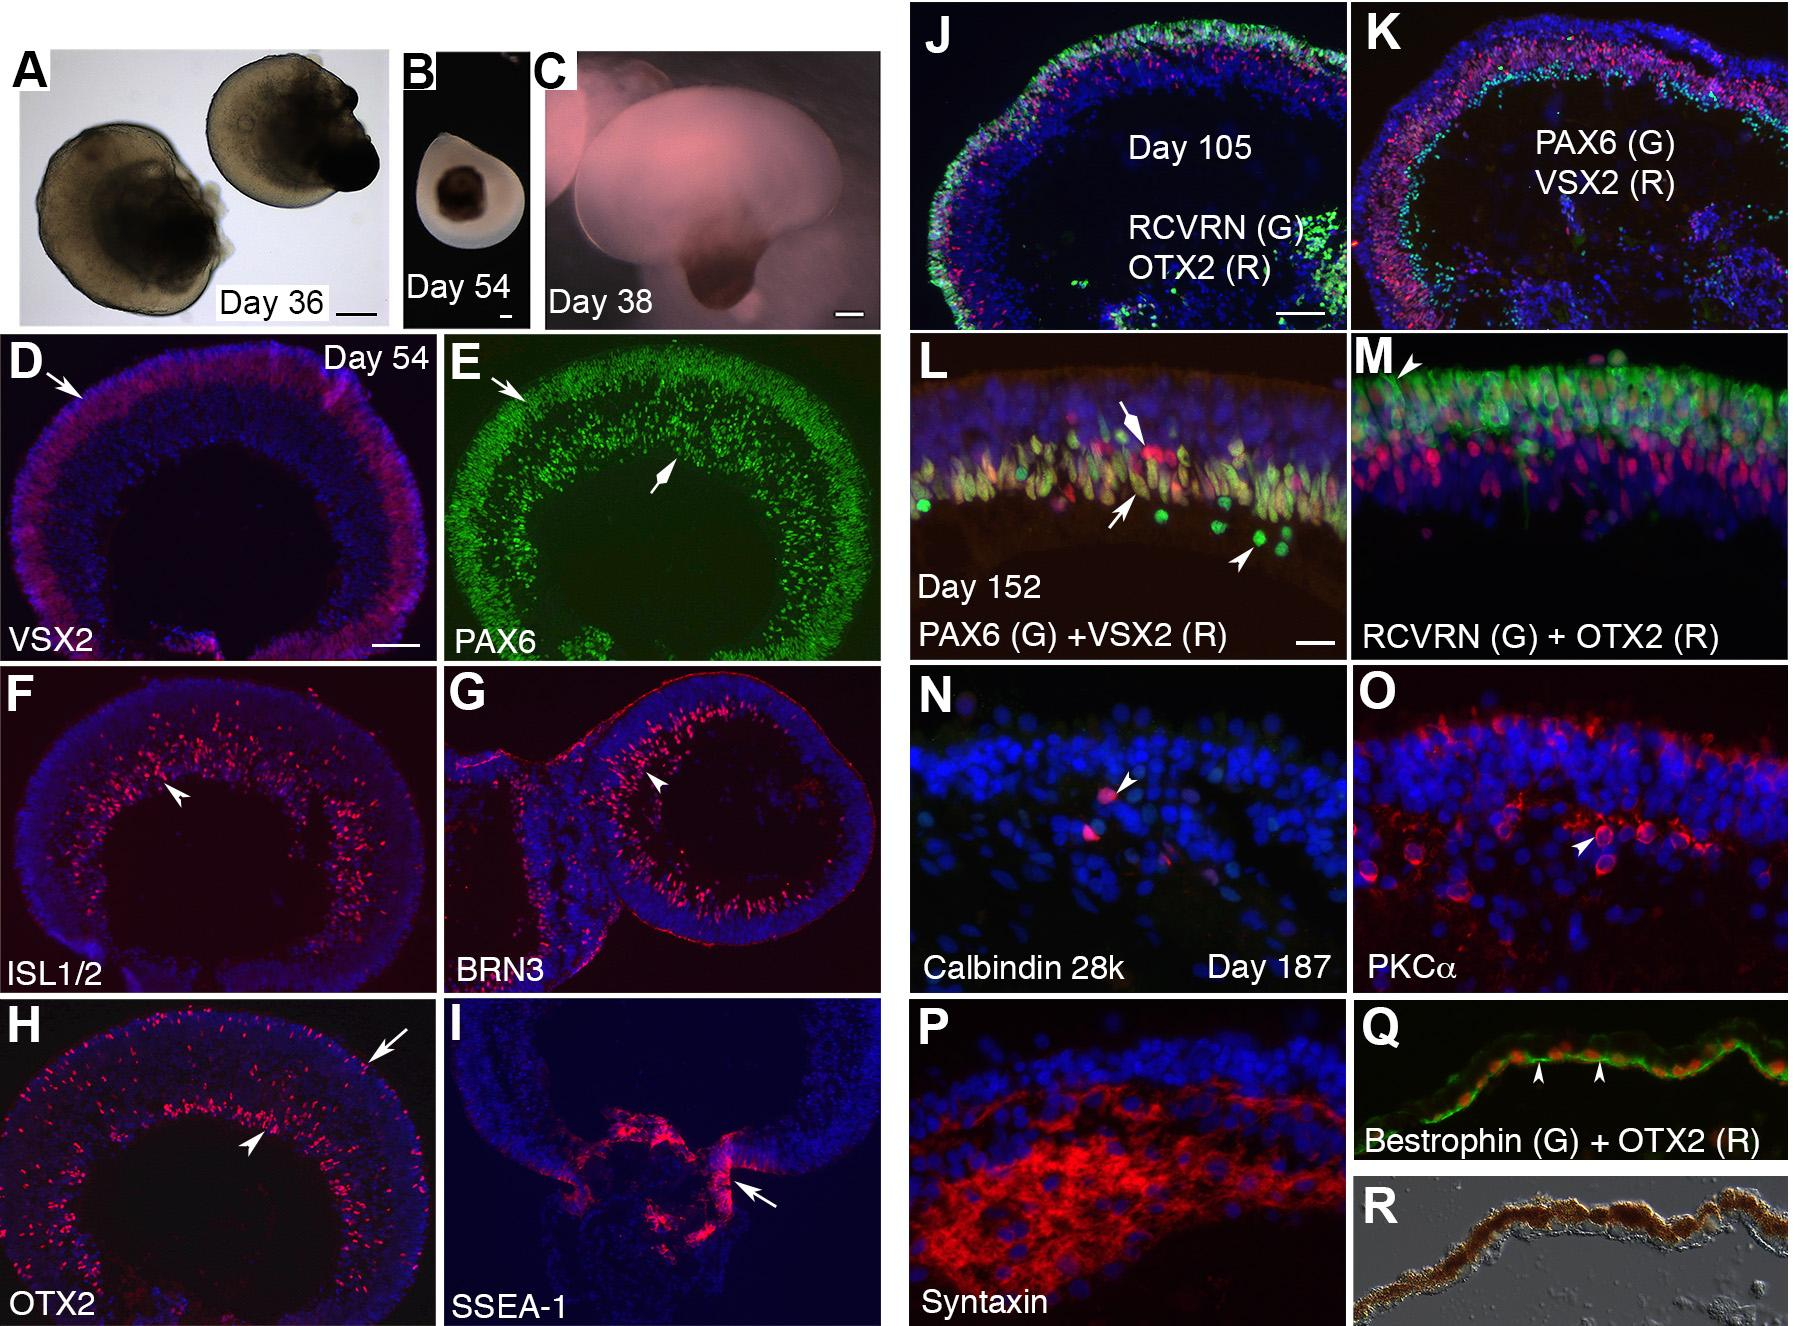 A
Day 36
B
Day 54
C
Day 38
D
Day 54
VSX2
E
PAX6
F
ISL1/2
G
BRN3
H
OTX2
I
SSEA-1
J
Day 105
RCVRN (G)
OTX2 (R)
K
PAX6 (G)
VSX2 (R)
L
Day 152
PAX6 (G) +VSX2 (R)
M
RCVRN (G) + OTX2 (R)
N
Calbindin 28k
Day 187
O
PKCα
P
Syntaxin
Q
Bestrophin (G) + OTX2 (R)
R